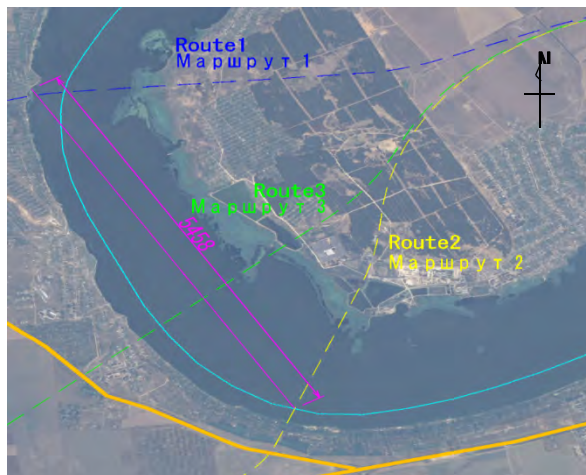 Route1
Маршрут 1
N
Route3
Маршрут 3
Route2
Маршрут 2